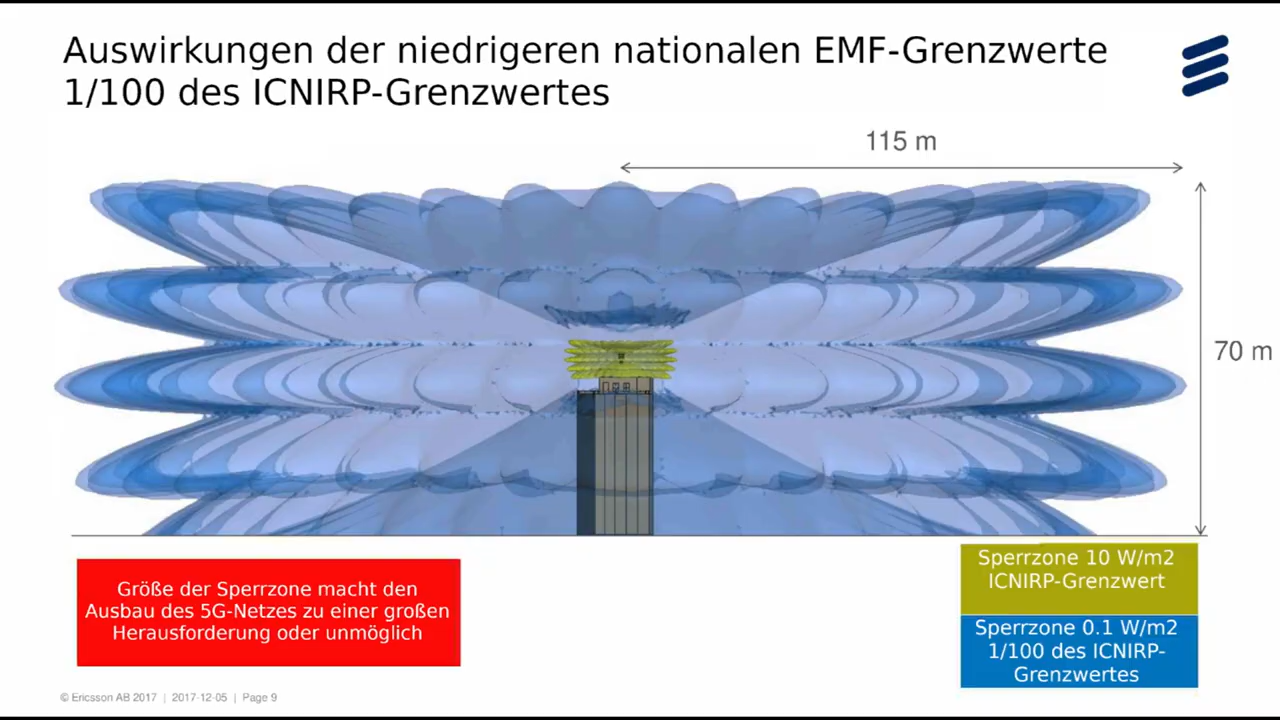 Auswirkungen der niedrigeren nationalen EMF-Grenzwerte
1/100 des ICNIRP-Grenzwertes
115 m
70 m
Größe der Sperrzone macht den
Ausbau des 5G-Netzes zu einer großen
Herausforderung oder unmöglich
Sperrzone 10 W/m2
ICNIRP-Grenzwert
Sperrzone 0.1 W/m2
1/100 des ICNIRP-
Grenzwertes
© Ericsson AB 2017 | 2017-12-05 | Page 9